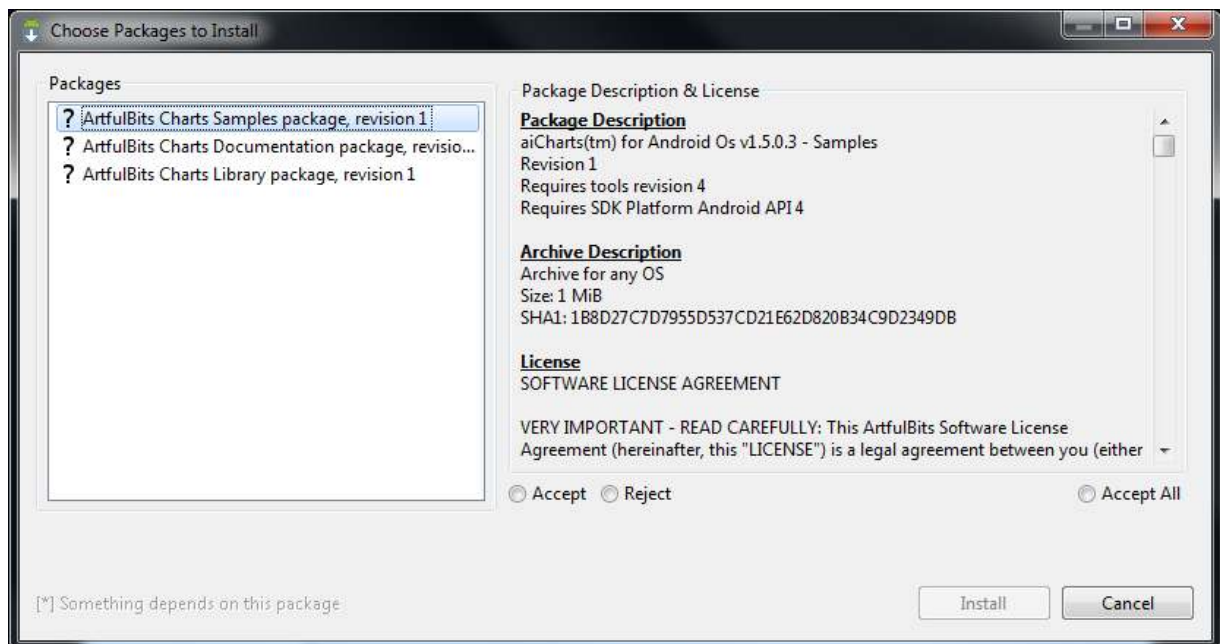 Choose Packages to Install
Packages
? ArtfulBits Charts Samples package, revision 1
? ArtfulBits Charts Documentation package, revisio...
? ArtfulBits Charts Library package, revision 1
Package Description & License
Package Description
aiCharts(tm) for Android Os v1.5.0.3 - Samples
Revision 1
Requires tools revision 4
Requires SDK Platform Android API 4
Archive Description
Archive for any OS
Size: 1 MiB
SHA1: 1B8D27C7D7955D537CD21E62D820B34C9D2349DB
License
SOFTWARE LICENSE AGREEMENT
VERY IMPORTANT - READ CAREFULLY: This ArtfulBits Software License
Agreement (hereinafter, this "LICENSE") is a legal agreement between you (either
Accept Reject Accept All
[*] Something depends on this package
Install Cancel